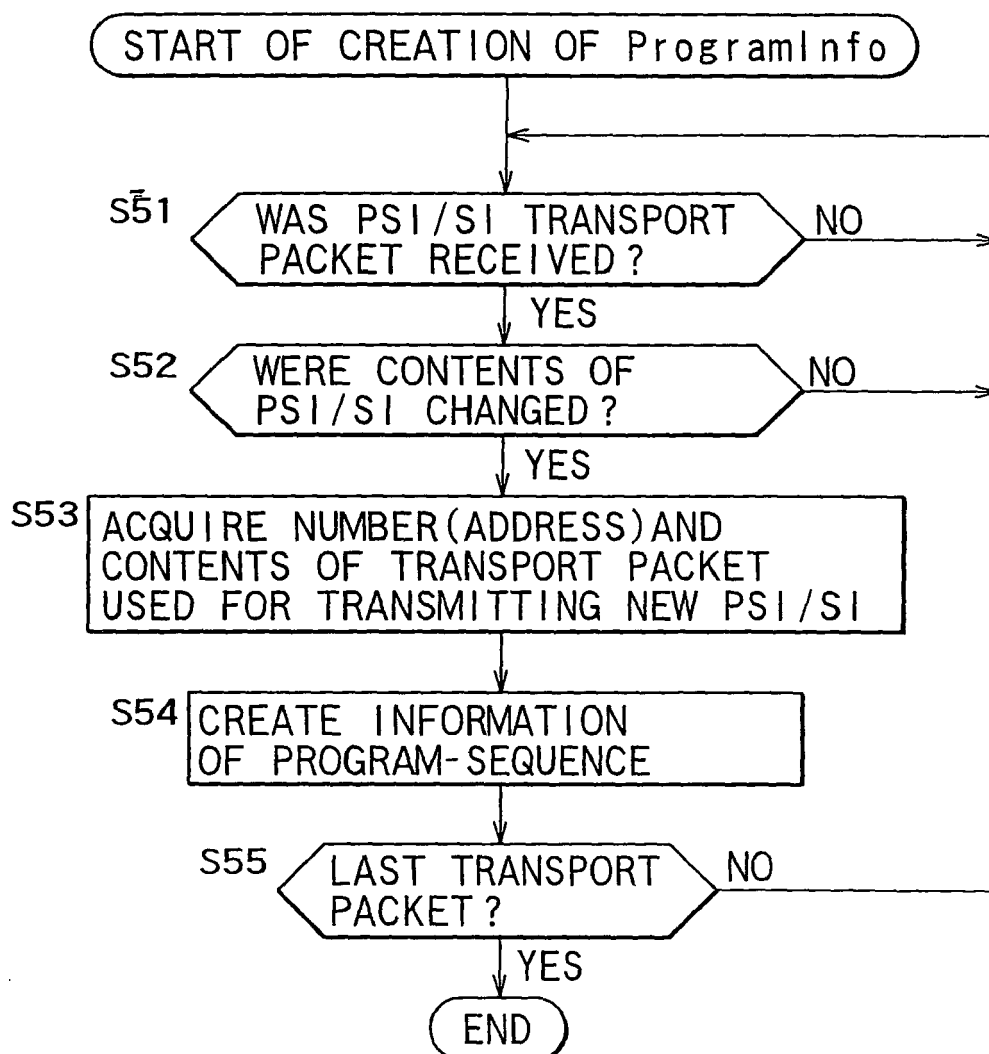 START OF CREATION OF ProgramInfo
S51
WAS PSI/SI TRANSPORT
PACKET RECEIVED?
NO
YES
S52
WERE CONTENTS OF
PSI/SI CHANGED?
NO
YES
S53
ACQUIRE NUMBER(ADDRESS)AND
CONTENTS OF TRANSPORT PACKET
USED FOR TRANSMITTING NEW PSI/SI
S54
CREATE INFORMATION
OF PROGRAM-SEQUENCE
S55
LAST TRANSPORT
PACKET?
NO
YES
END